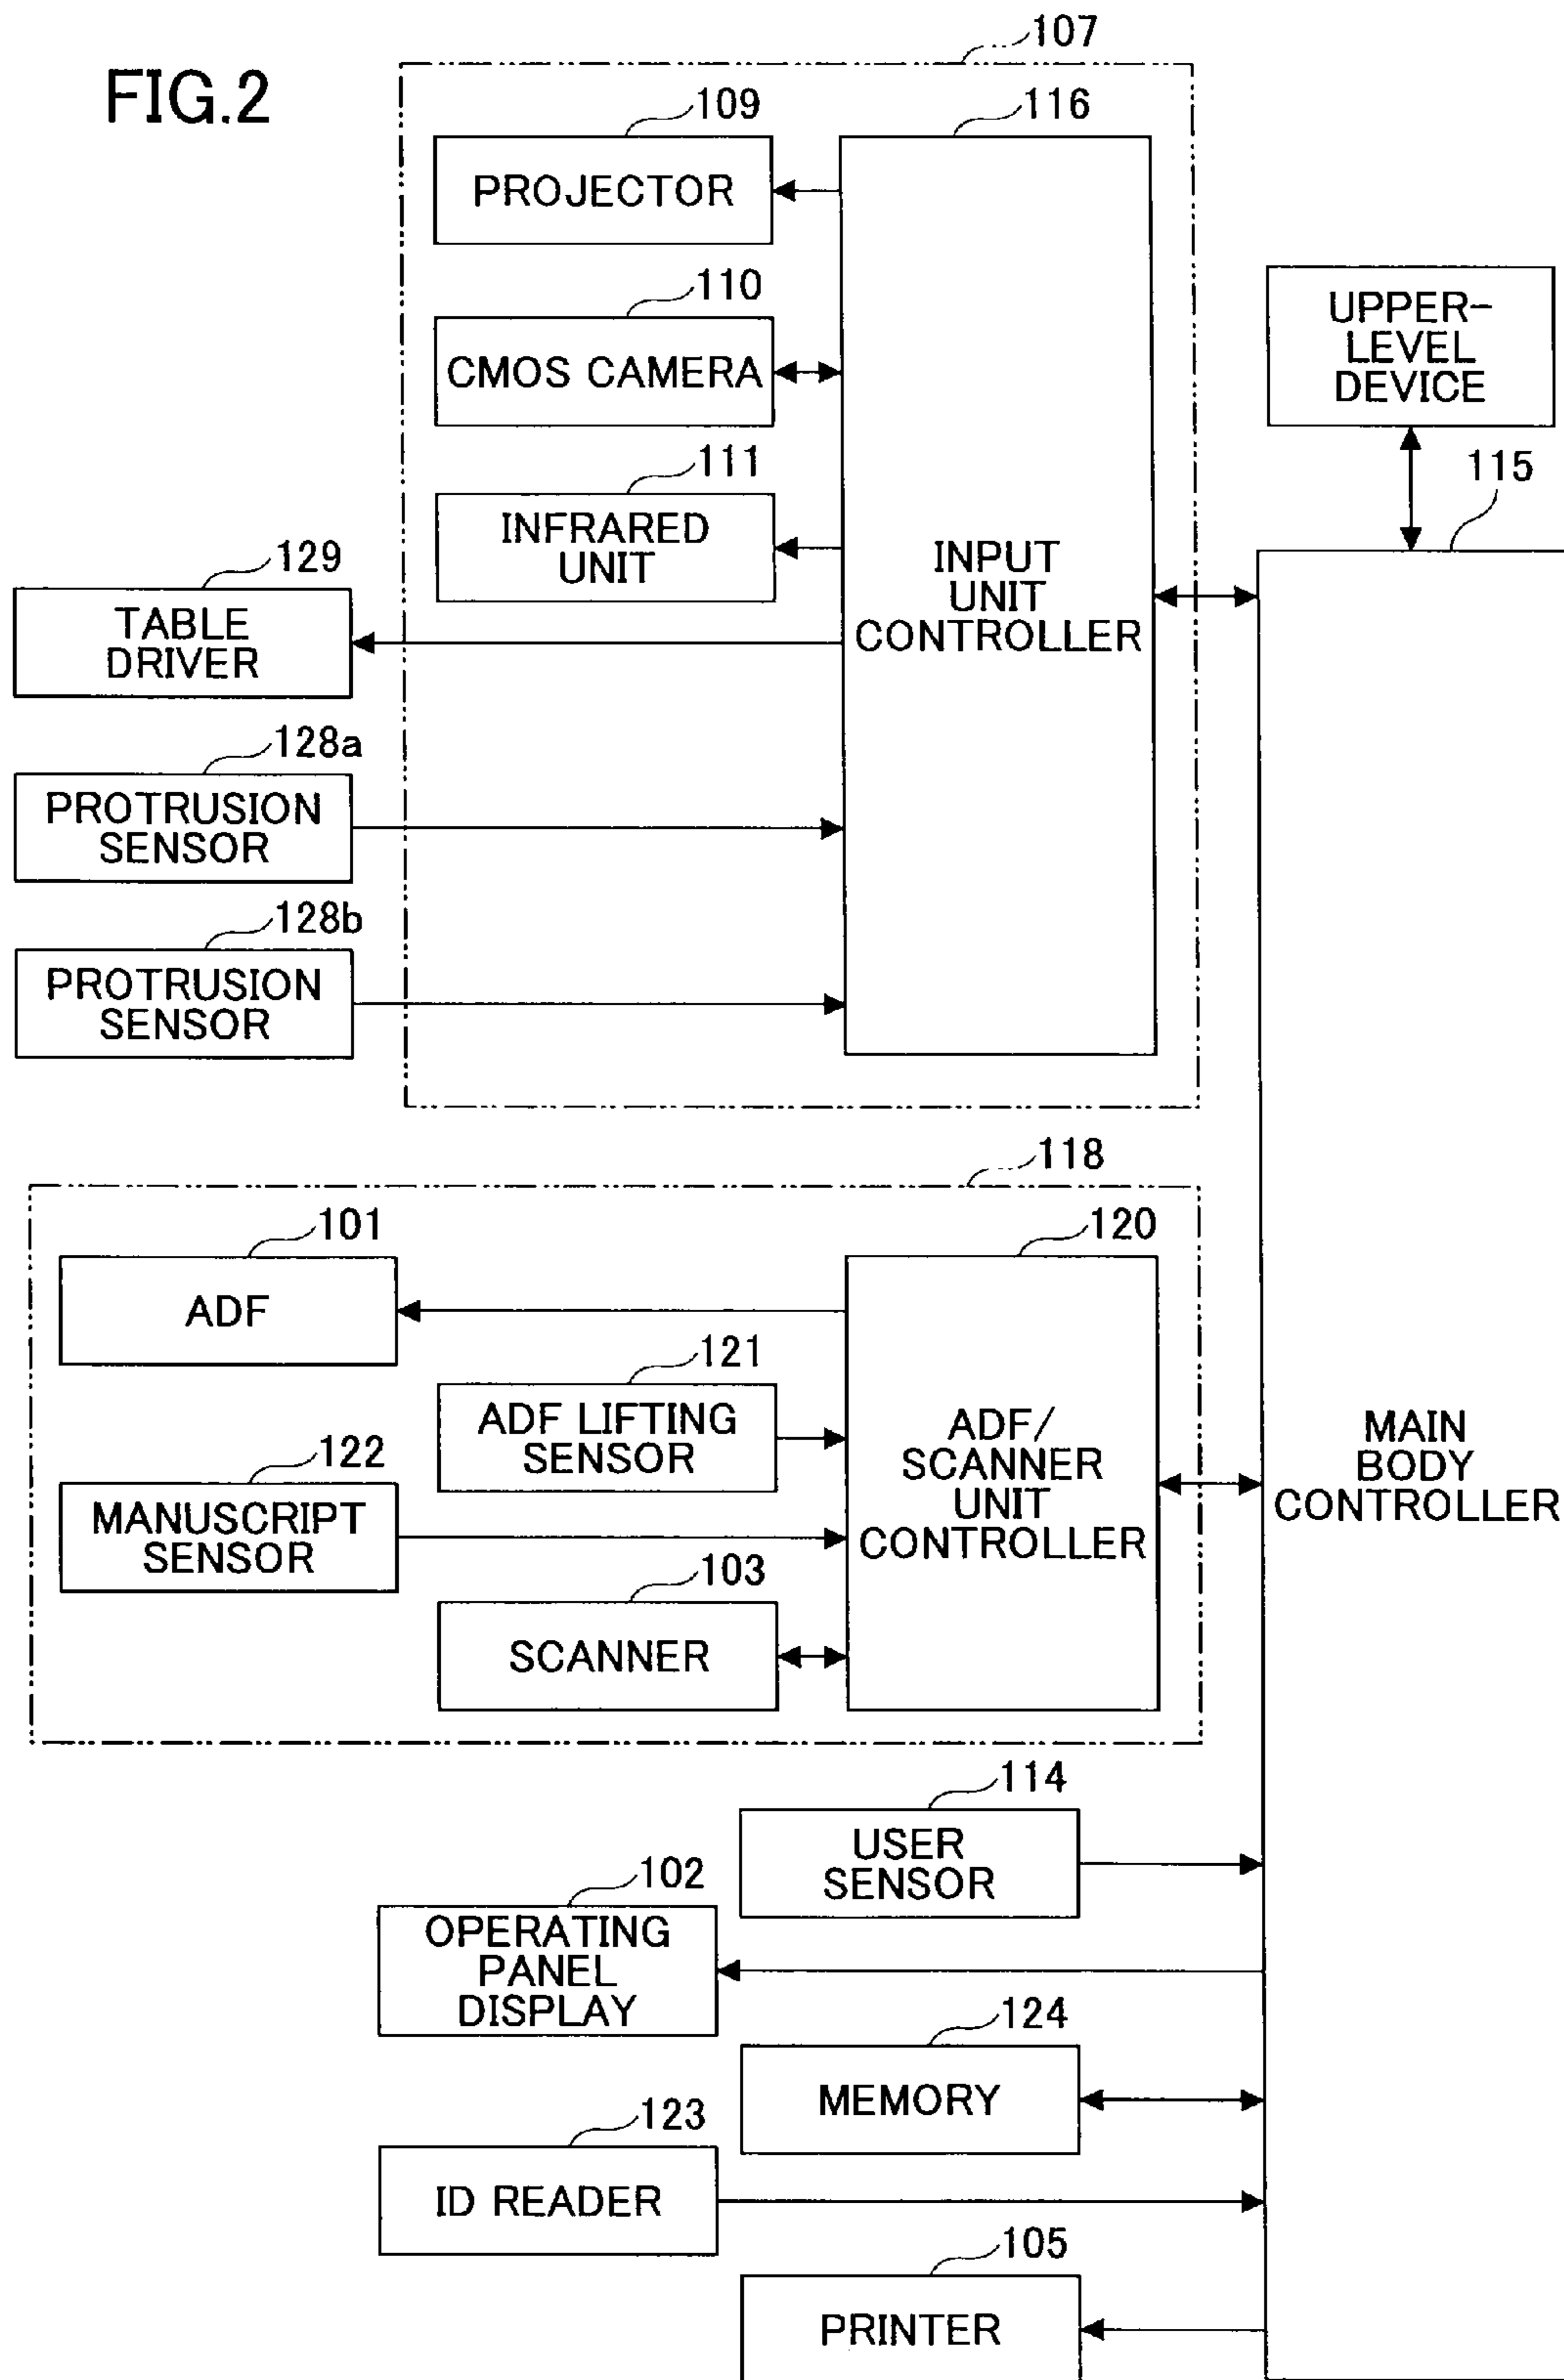 FIG.2
107
109
PROJECTOR
116
110
CMOS CAMERA
111
INFRARED
UNIT
INPUT
UNIT
CONTROLLER
UPPER-
LEVEL
DEVICE
115
129
TABLE
DRIVER
128a
PROTRUSION
SENSOR
128b
PROTRUSION
SENSOR
118
101
ADF
120
121
ADF LIFTING
SENSOR
122
MANUSCRIPT
SENSOR
103
SCANNER
ADF/
SCANNER
UNIT
CONTROLLER
MAIN
BODY
CONTROLLER
114
USER
SENSOR
102
OPERATING
PANEL
DISPLAY
124
MEMORY
123
ID READER
105
PRINTER